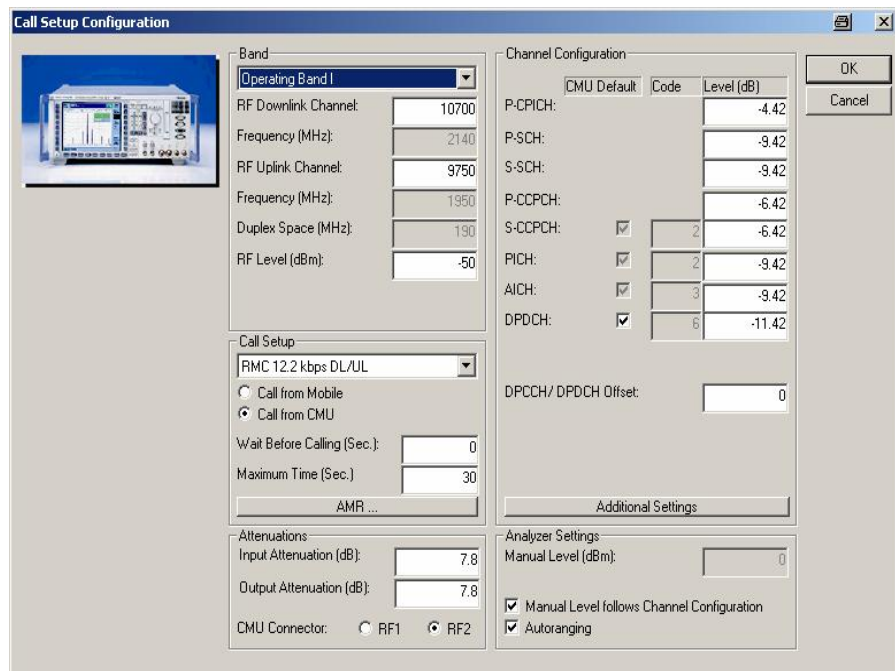 Call Setup Configuration
Band
Operating Band I
RF Downlink Channel: 10700
Frequency (MHz): 2140
RF Uplink Channel: 9750
Frequency (MHz): 1950
Duplex Space (MHz): 190
RF Level (dBm): -50
Call Setup
RMC 12.2 kbps DL/UL
Call from Mobile
Call from CMU
Wait Before Calling (Sec.): 0
Maximum Time (Sec.) 30
AMR ...
Attenuations
Input Attenuation (dB): 7.8
Output Attenuation (dB): 7.8
CMU Connector: RF1 RF2
Channel Configuration
CMU Default Code Level (dB)
P-CPICH: -4.42
P-SCH: -9.42
S-SCH: -9.42
P-CCPCH: -6.42
S-CCPCH: 2 -6.42
PICH: 2 -9.42
AICH: 3 -9.42
DPDCH: 6 -11.42
DPCCH/ DPDCH Offset: 0
Additional Settings
Analyzer Settings
Manual Level (dBm): 0
Manual Level follows Channel Configuration
Autoranging
OK
Cancel